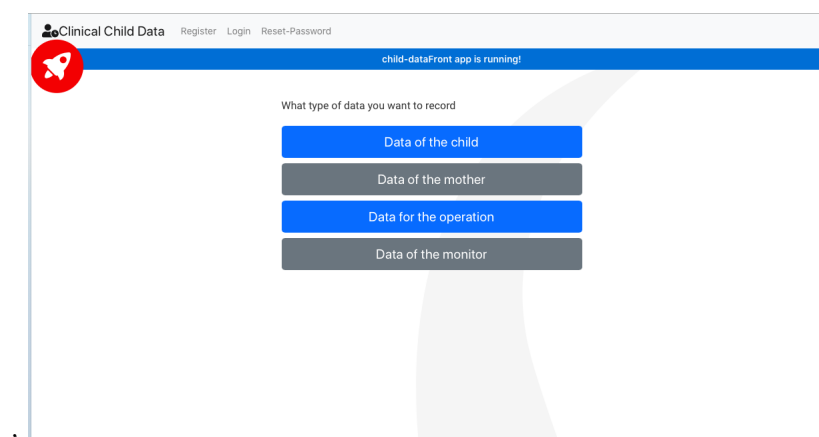 Clinical Child Data Register Login Reset-Password
child-dataFront app is running!
What type of data you want to record
Data of the child
Data of the mother
Data for the operation
Data of the monitor